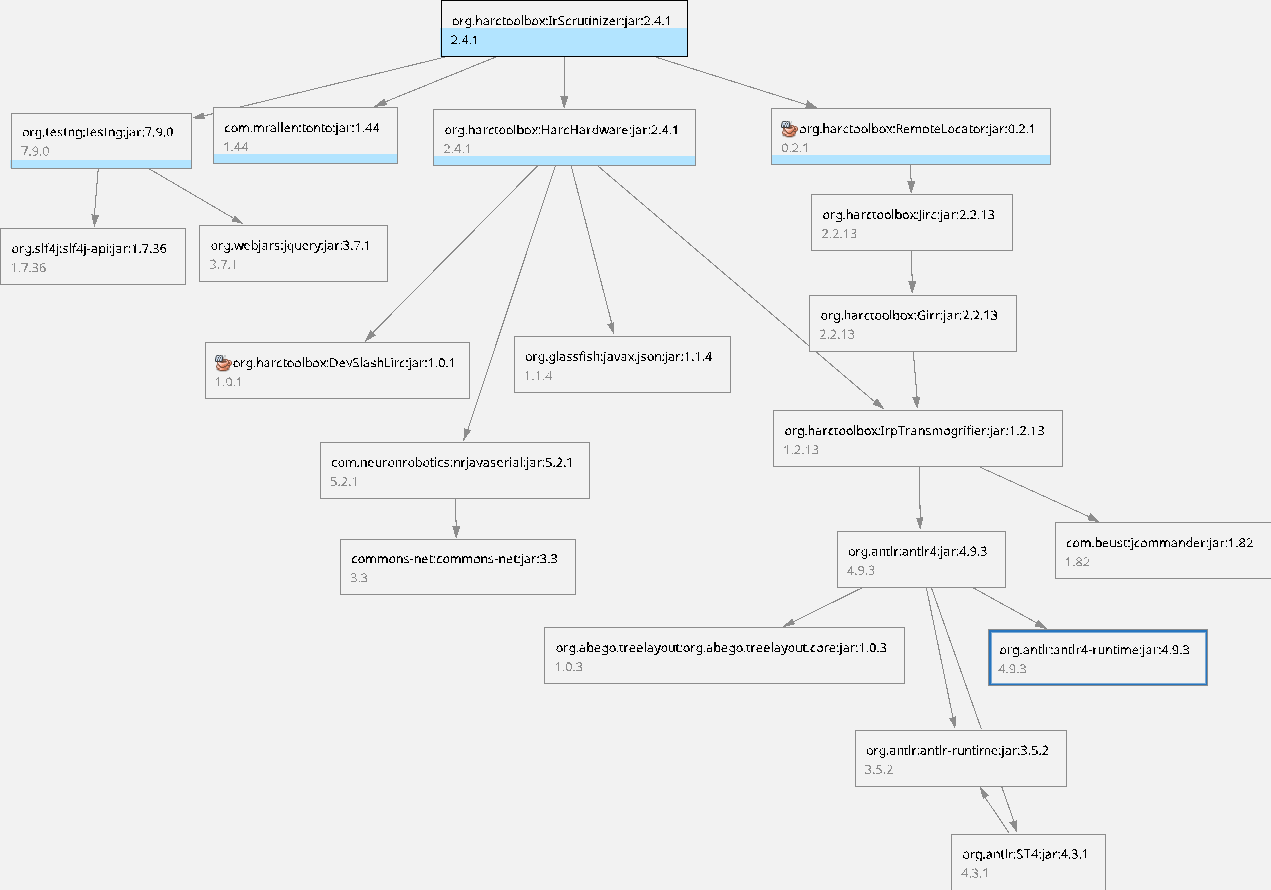 org.harctoolbox:IrScrutinizer:jar:2.4.1
2.4.1
org.testng:testng:jar:7.9.0
7.9.0
com.mrallen:tonto:jar:1.44
1.44
org.harctoolbox:HarcHardware:jar:2.4.1
2.4.1
org.harctoolbox:RemoteLocator:jar:0.2.1
0.2.1
org.harctoolbox:Jirc:jar:2.2.13
2.2.13
org.slf4j:slf4j-api:jar:1.7.36
1.7.36
org.webjars:jquery:jar:3.7.1
3.7.1
org.harctoolbox:Girr:jar:2.2.13
2.2.13
org.harctoolbox:DevSlashLirc:jar:1.0.1
1.0.1
org.glassfish:javax.json:jar:1.1.4
1.1.4
org.harctoolbox:IrpTransmogrifier:jar:1.2.13
1.2.13
com.neuronrobotics:nrjavaserial:jar:5.2.1
5.2.1
commons-net:commons-net:jar:3.3
3.3
org.antlr:antlr4:jar:4.9.3
4.9.3
com.beust:jcommander:jar:1.82
1.82
org.abego.treelayout:org.abego.treelayout.core:jar:1.0.3
1.0.3
org.antlr:antlr4-runtime:jar:4.9.3
4.9.3
org.antlr:antlr-runtime:jar:3.5.2
3.5.2
org.antlr:ST4:jar:4.3.1
4.3.1